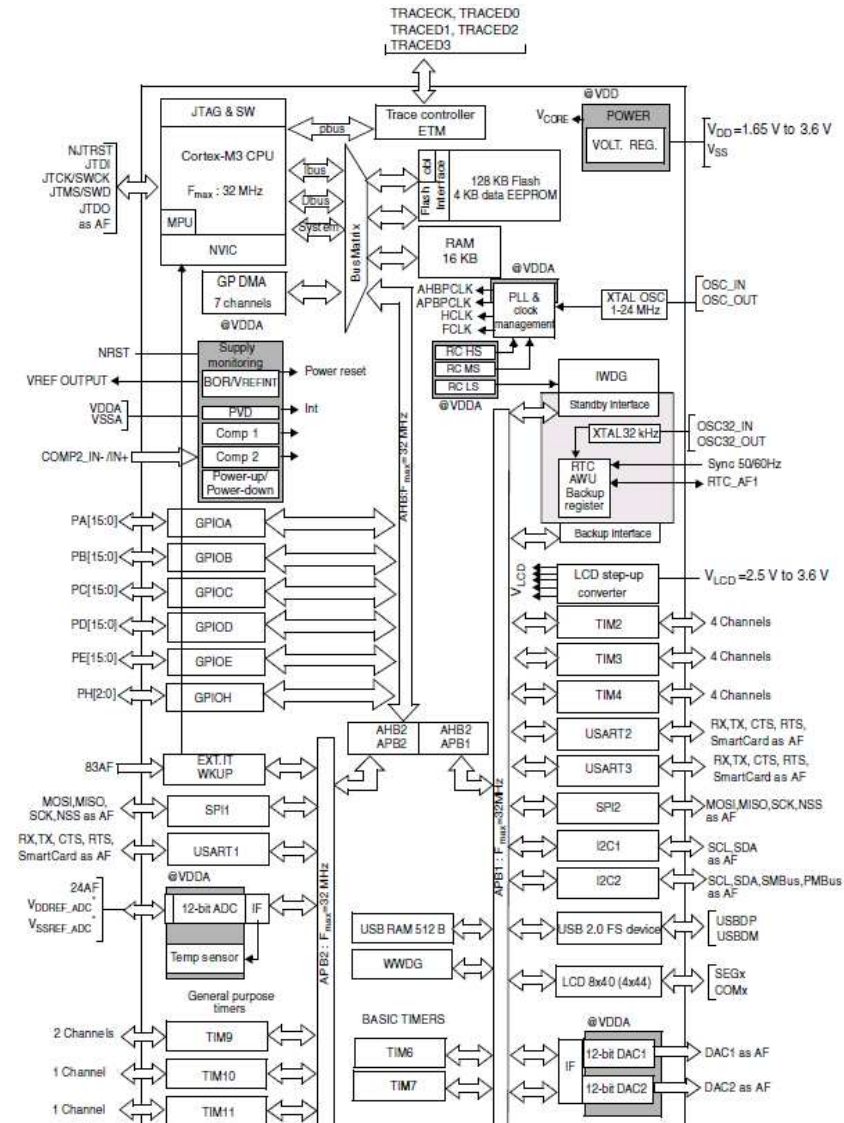 TRACECK, TRACED0
TRACED1, TRACED2
TRACED3
JTAG & SW
pbus
Trace controller
ETM
@VDD
POWER
VCORE
VOLT. REG.
VDD=1.65 V to 3.6 V
VSS
NJTRST
JTDI
JTCK/SWCK
JTMS/SWD
JTDO
as AF
Cortex-M3 CPU
Fmax : 32 MHz
MPU
NVIC
Ibus
Dbus
System
BusMatrix
Flash obl
Interface
128 KB Flash
4 KB data EEPROM
RAM
16 KB
GP DMA
7 channels
@VDDA
AHBPCLK
APBPCLK
HCLK
FCLK
PLL &
clock
management
XTAL OSC
1-24 MHz
OSC_IN
OSC_OUT
@VDDA
NRST
VREF OUTPUT
VDDA
VSSA
COMP2_IN-/IN+
Supply
monitoring
BOR/VREFINT
PVD
Comp 1
Comp 2
Power-up/
Power-down
Power reset
Int
RC HS
RC MS
RC LS
@VDDA
IWDG
Standby Interface
XTAL32 kHz
OSC32_IN
OSC32_OUT
RTC
AWU
Backup
register
Sync 50/60Hz
RTC_AF1
Backup Interface
AHB:Fmax=32 MHz
PA[15:0]
GPIOA
PB[15:0]
GPIOB
PC[15:0]
GPIOC
PD[15:0]
GPIOD
PE[15:0]
GPIOE
PH[2:0]
GPIOH
VLCD
LCD step-up
converter
VLCD=2.5 V to 3.6 V
TIM2
4 Channels
TIM3
4 Channels
TIM4
4 Channels
AHB2
APB2
AHB2
APB1
USART2
RX,TX, CTS, RTS,
SmartCard as AF
USART3
RX,TX, CTS, RTS,
SmartCard as AF
SPI2
MOSI,MISO,SCK,NSS
as AF
I2C1
SCL,SDA
as AF
I2C2
SCL,SDA,SMBus,PMBus
as AF
83AF
EXT.IT
WKUP
MOSI,MISO,
SCK,NSS as AF
SPI1
RX,TX, CTS, RTS,
SmartCard as AF
USART1
@VDDA
24AF
VDDREF_ADC*
VSSREF_ADC*
12-bit ADC
IF
Temp sensor
APB2 : Fmax=32 MHz
APB1 : Fmax=32MHz
USB RAM 512 B
USB 2.0 FS device
USBDP
USBDM
WWDG
LCD 8x40 (4x44)
SEGx
COMx
General purpose
timers
2 Channels
TIM9
1 Channel
TIM10
1 Channel
TIM11
BASIC TIMERS
TIM6
TIM7
@VDDA
IF
12-bit DAC1
DAC1 as AF
12-bit DAC2
DAC2 as AF